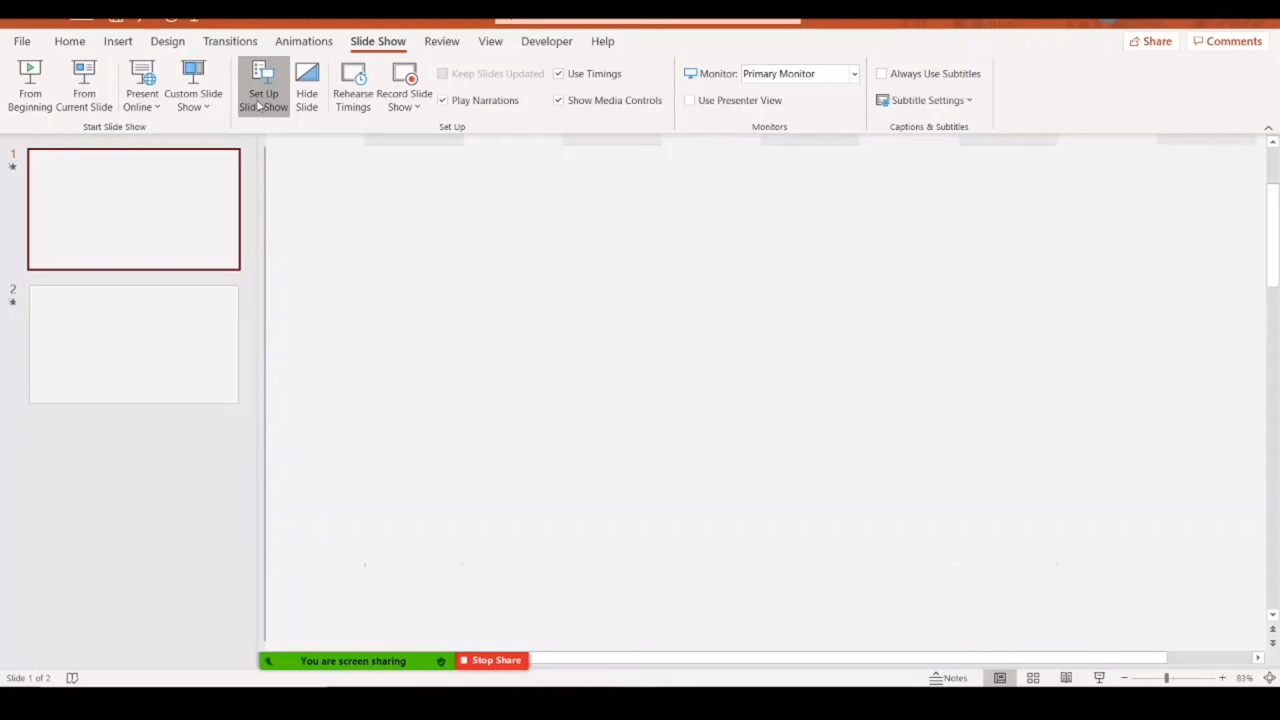 File Home Insert Design Transitions Animations Slide Show Review View Developer Help Share Comments
From Beginning
From Current Slide
Present Online
Custom Slide Show
Set Up Slide Show
Hide Slide
Rehearse Timings
Record Slide Show
Keep Slides Updated
Play Narrations
Use Timings
Show Media Controls
Monitor: Primary Monitor
Use Presenter View
Always Use Subtitles
Subtitle Settings
Start Slide Show Set Up Monitors Captions & Subtitles
1
2
You are screen sharing Stop Share
Slide 1 of 2 Notes 83%